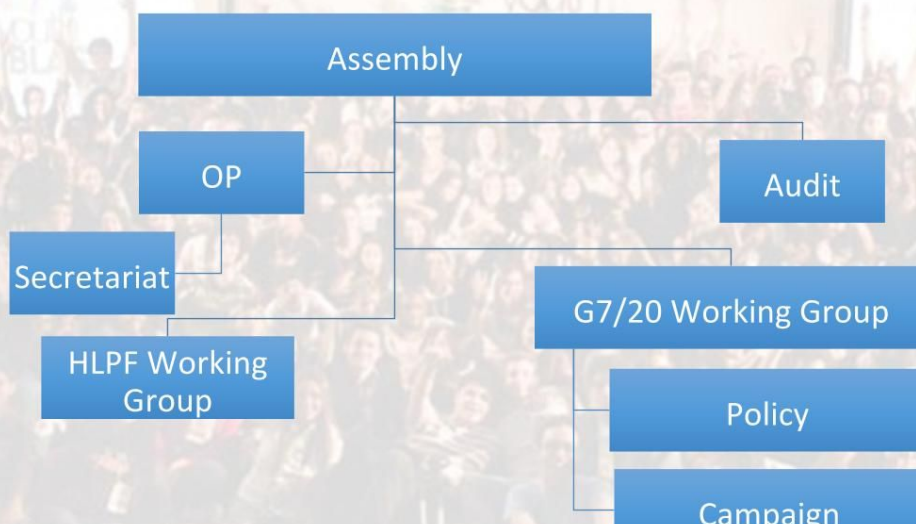 Assembly
OP
Audit
Secretariat
G7/20 Working Group
HLPF Working
Group
Policy
Campaign